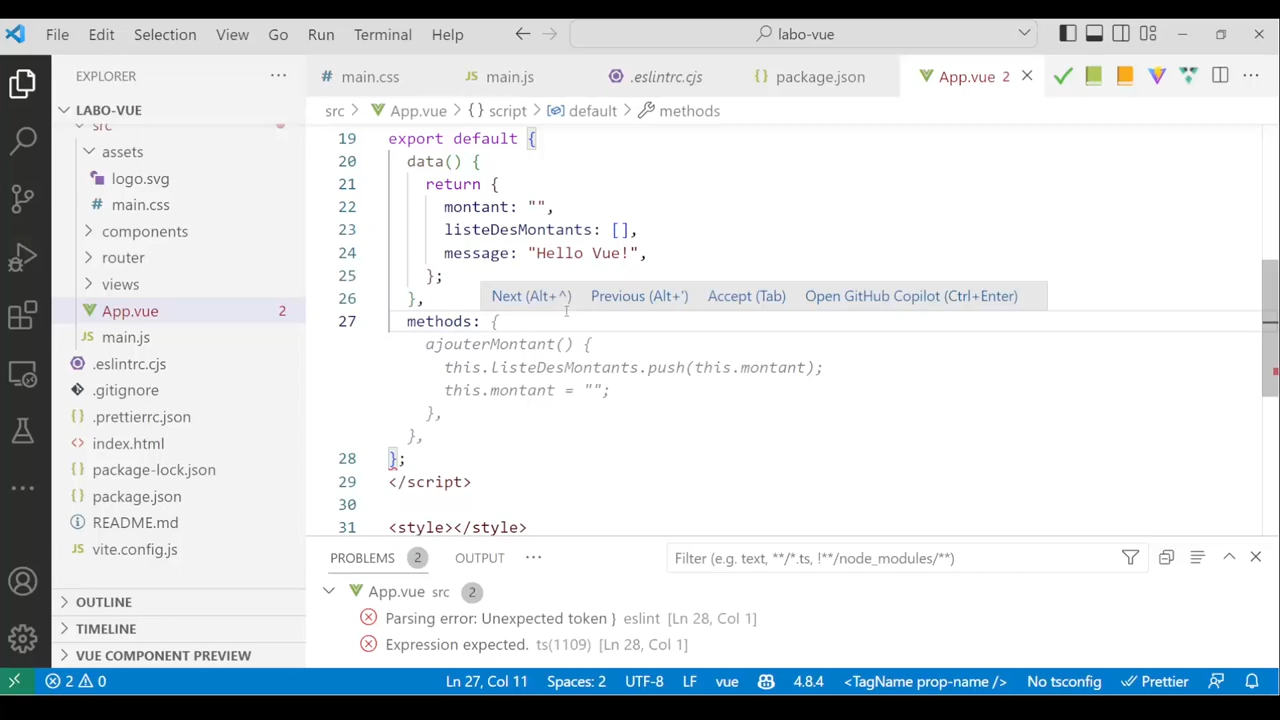 File Edit Selection View Go Run Terminal Help labo-vue
EXPLORER
LABO-VUE
src
assets
logo.svg
# main.css
components
router
views
App.vue 2
JS main.js
.eslintrc.cjs
.gitignore
{} .prettierrc.json
<> index.html
{} package-lock.json
{} package.json
README.md
JS vite.config.js
OUTLINE
TIMELINE
VUE COMPONENT PREVIEW
# main.css JS main.js .eslintrc.cjs {} package.json App.vue 2
src > App.vue > {} script > default > methods
19 export default {
20 data() {
21 return {
22 montant: "",
23 listeDesMontants: [],
24 message: "Hello Vue!",
25 };
26 },
Next (Alt+^) Previous (Alt+') Accept (Tab) Open GitHub Copilot (Ctrl+Enter)
27 methods: {
ajouterMontant() {
this.listeDesMontants.push(this.montant);
this.montant = "";
},
},
28 };
29 </script>
30
31 <style></style>
PROBLEMS 2 OUTPUT Filter (e.g. text, **/*.ts, !**/node_modules/**)
App.vue src 2
Parsing error: Unexpected token } eslint [Ln 28, Col 1]
Expression expected. ts(1109) [Ln 28, Col 1]
2 0 Ln 27, Col 11 Spaces: 2 UTF-8 LF vue 4.8.4 <TagName prop-name /> No tsconfig Prettier